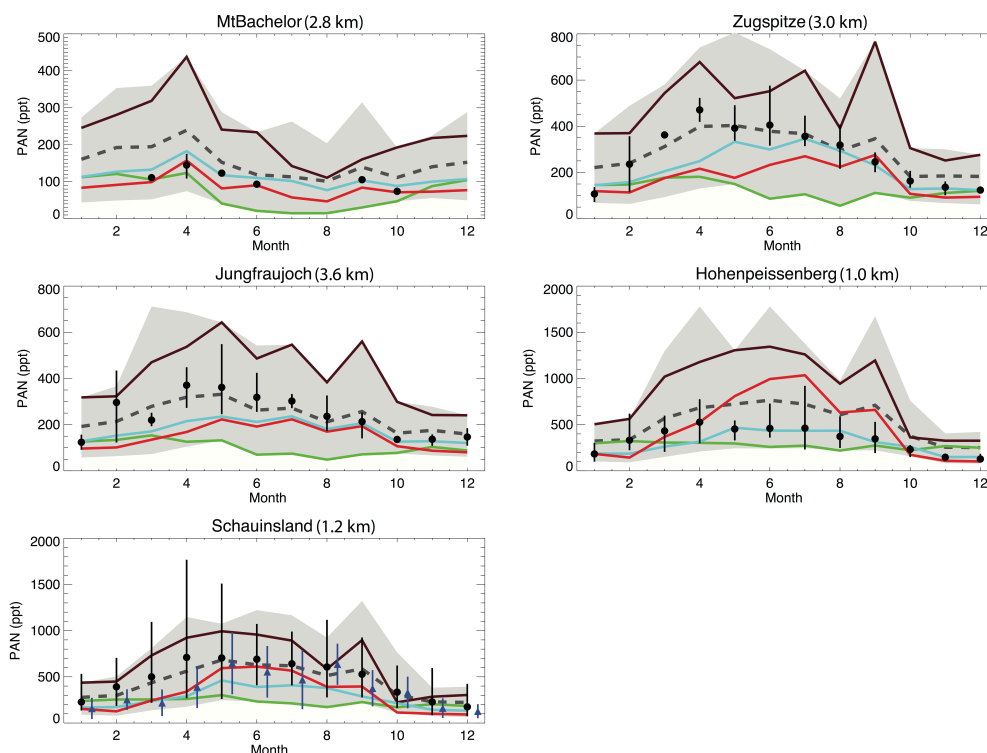 MtBachelor (2.8 km)
500
400
300
200
100
0
PAN (ppt)
2 4 6 8 10 12
Month
Zugspitze (3.0 km)
800
600
400
200
0
PAN (ppt)
2 4 6 8 10 12
Month
Jungfraujoch (3.6 km)
800
600
400
200
0
PAN (ppt)
2 4 6 8 10 12
Month
Hohenpeissenberg (1.0 km)
2000
1500
1000
500
0
PAN (ppt)
2 4 6 8 10 12
Month
Schauinsland (1.2 km)
2000
1500
1000
500
0
PAN (ppt)
2 4 6 8 10 12
Month